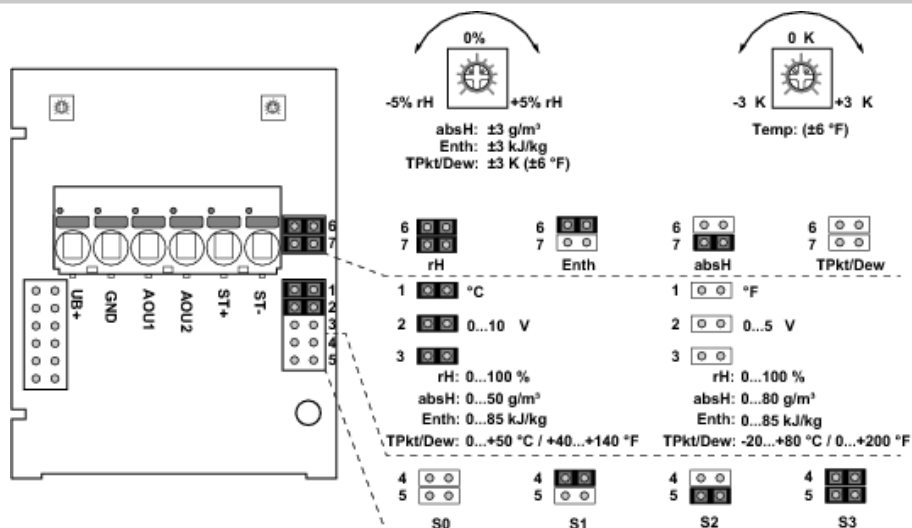 0%
-5% rH
+5% rH
absH: ±3 g/m³
Enth: ±3 kJ/kg
TPkt/Dew: ±3 K (±6 °F)
0 K
-3 K
+3 K
Temp: (±6 °F)
6
7
1
2
3
4
5
UB+
GND
AOU1
AOU2
ST+
ST-
6
7
rH
6
7
Enth
6
7
absH
6
7
TPkt/Dew
1 °C
2 0...10 V
3
rH: 0...100 %
absH: 0...50 g/m³
Enth: 0...85 kJ/kg
TPkt/Dew: 0...+50 °C / +40...+140 °F
1 °F
2 0...5 V
3
rH: 0...100 %
absH: 0...80 g/m³
Enth: 0...85 kJ/kg
TPkt/Dew: -20...+80 °C / 0...+200 °F
4
5
S0
4
5
S1
4
5
S2
4
5
S3